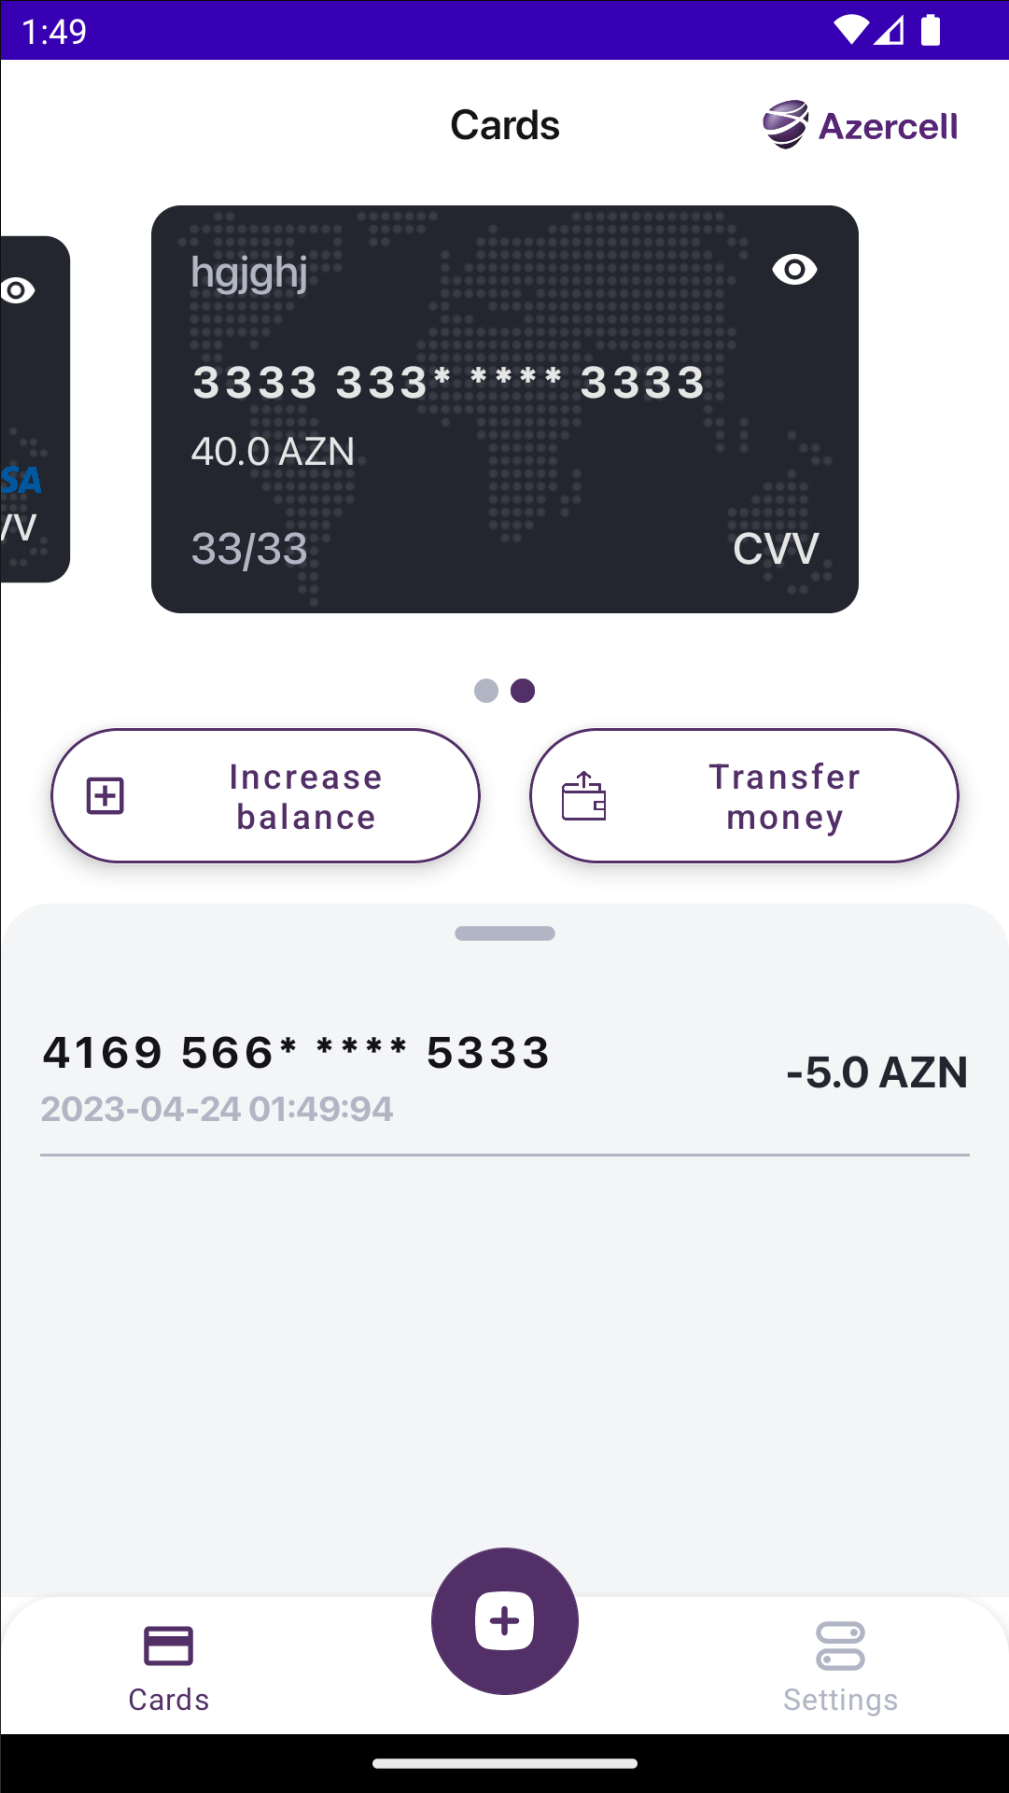 1:49
Cards
Azercell
hgjghj
3333 333* **** 3333
40.0 AZN
33/33
CVV
SA
VV
Increase
balance
Transfer
money
4169 566* **** 5333
-5.0 AZN
2023-04-24 01:49:94
Cards
Settings